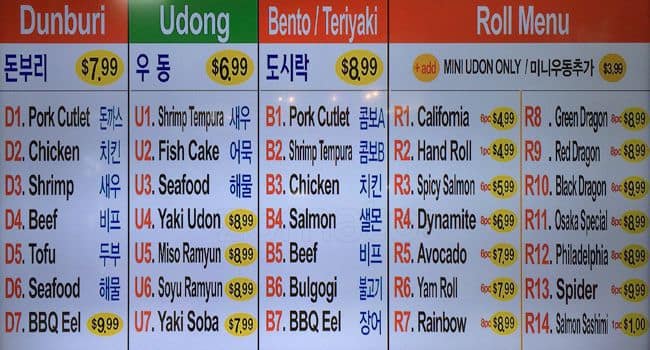 Dunburi
돈부리 $7.99
D1. Pork Cutlet 돈까스
D2. Chicken 치킨
D3. Shrimp 새우
D4. Beef 비프
D5. Tofu 두부
D6. Seafood 해물
D7. BBQ Eel $9.99
Udong
우 동 $6.99
U1. Shrimp Tempura 새우
U2. Fish Cake 어묵
U3. Seafood 해물
U4. Yaki Udon $8.99
U5. Miso Ramyun $8.99
U6. Soyu Ramyun $8.99
U7. Yaki Soba $7.99
Bento / Teriyaki
도시락 $8.99
B1. Pork Cutlet 콤보A
B2. Shrimp Tempura 콤보B
B3. Chicken 치킨
B4. Salmon 샐몬
B5. Beef 비프
B6. Bulgogi 불고기
B7. BBQ Eel 장어
Roll Menu
+add MINI UDON ONLY / 미니우동추가 $3.99
R1. California 6pc $4.99
R2. Hand Roll 1pc $4.99
R3. Spicy Salmon $5.99
R4. Dynamite 6pc $6.99
R5. Avocado $7.99
R6. Yam Roll $7.99
R7. Rainbow 8pc $8.99
R8 . Green Dragon 8pc $8.99
R9 . Red Dragon 8pc $8.99
R10. Black Dragon $9.99
R11. Osaka Special 8pc $8.99
R12. Philadelphia 8pc $8.99
R13. Spider $9.99
R14. Salmon Sashimi 1pc $1.00